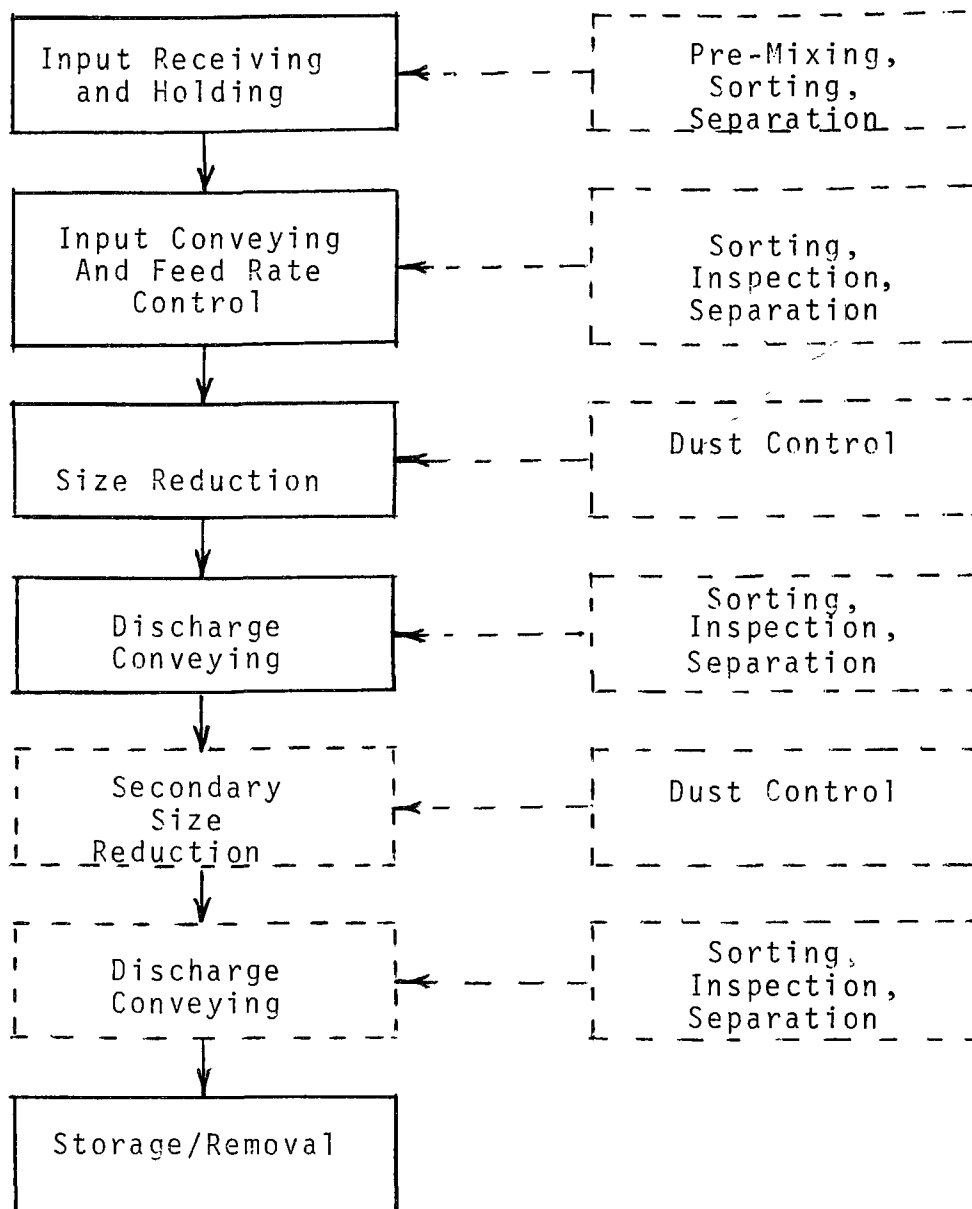 Input Receiving
and Holding
Pre-Mixing,
Sorting,
Separation
Input Conveying
And Feed Rate
Control
Sorting,
Inspection,
Separation
Size Reduction
Dust Control
Discharge
Conveying
Sorting,
Inspection,
Separation
Secondary
Size
Reduction
Dust Control
Discharge
Conveying
Sorting,
Inspection,
Separation
Storage/Removal